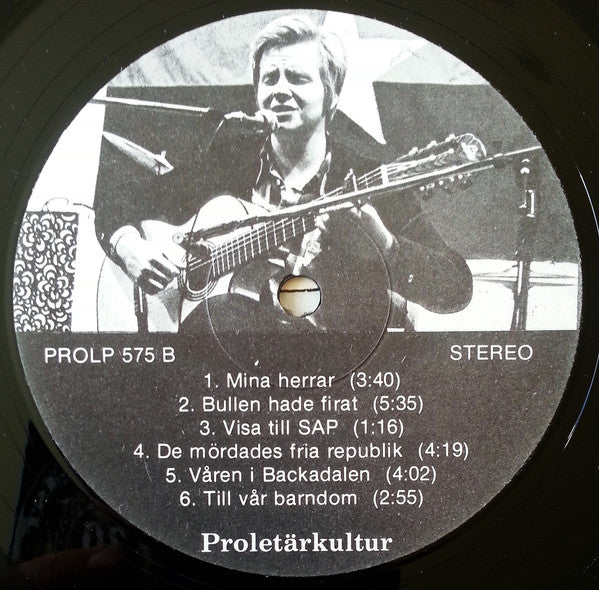 PROLP 575 B
STEREO
1. Mina herrar (3:40)
2. Bullen hade firat (5:35)
3. Visa till SAP (1:16)
4. De mördades fria republik (4:19)
5. Våren i Backadalen (4:02)
6. Till vår barndom (2:55)
Proletärkultur